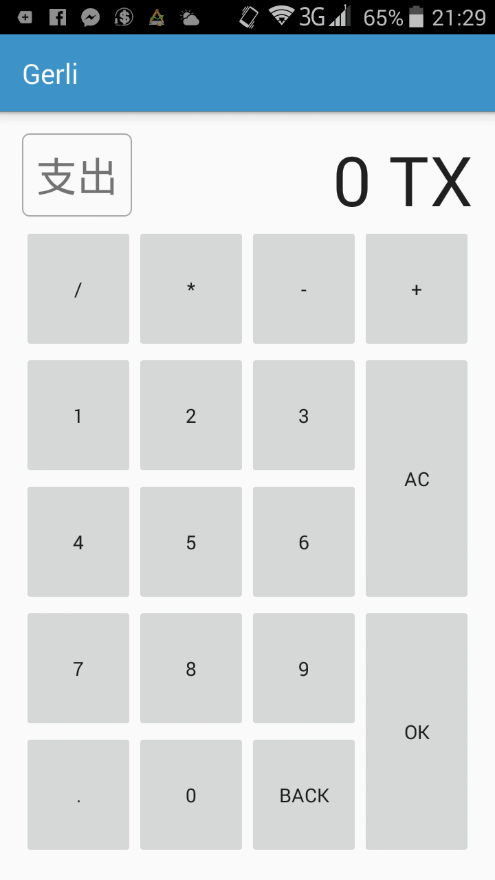 3G 65% 21:29
Gerli
支出 0 TX
/ * - +
1 2 3
AC
4 5 6
7 8 9
OK
. 0 BACK